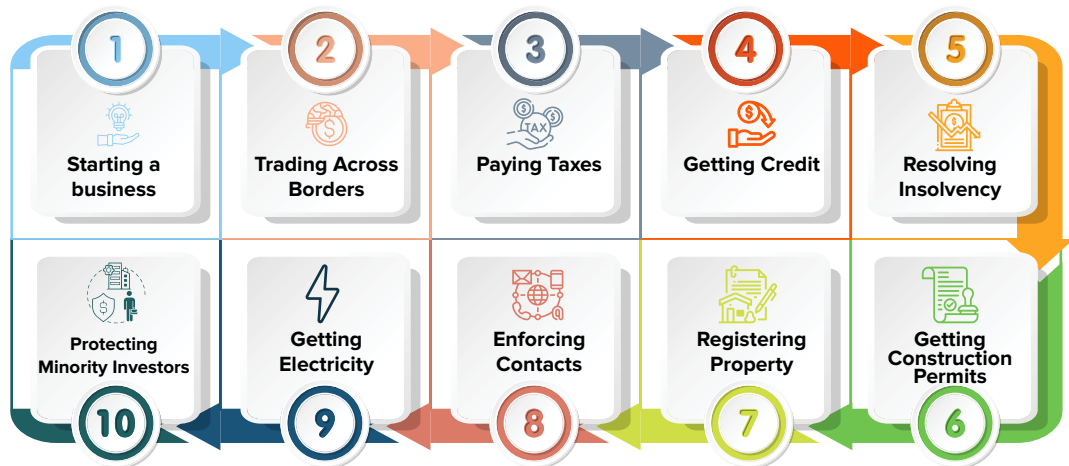 1
2
3
4
5
TAX
Starting a
business
Trading Across
Borders
Paying Taxes
Getting Credit
Resolving
Insolvency
Getting
Construction
Permits
6
Registering
Property
7
Enforcing
Contacts
8
Getting
Electricity
9
Protecting
Minority Investors
10